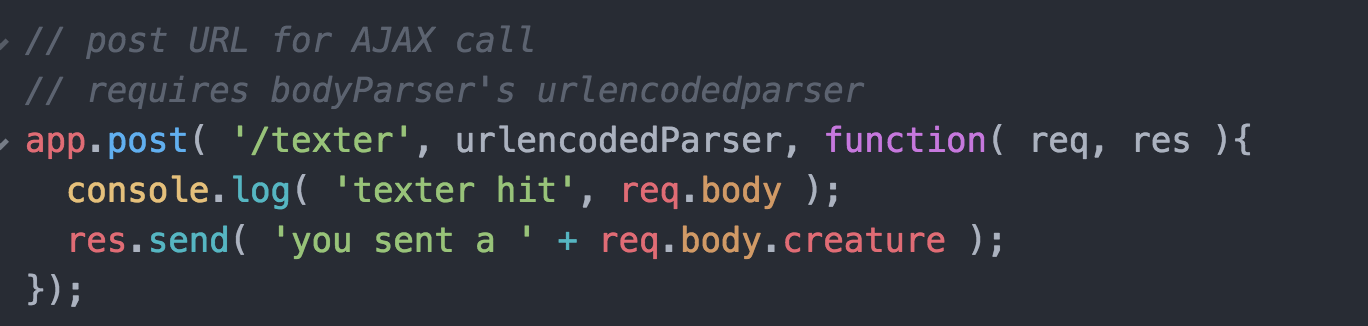 // post URL for AJAX call
// requires bodyParser's urlencodedparser
app.post( '/texter', urlencodedParser, function( req, res ){
  console.log( 'texter hit', req.body );
  res.send( 'you sent a ' + req.body.creature );
});